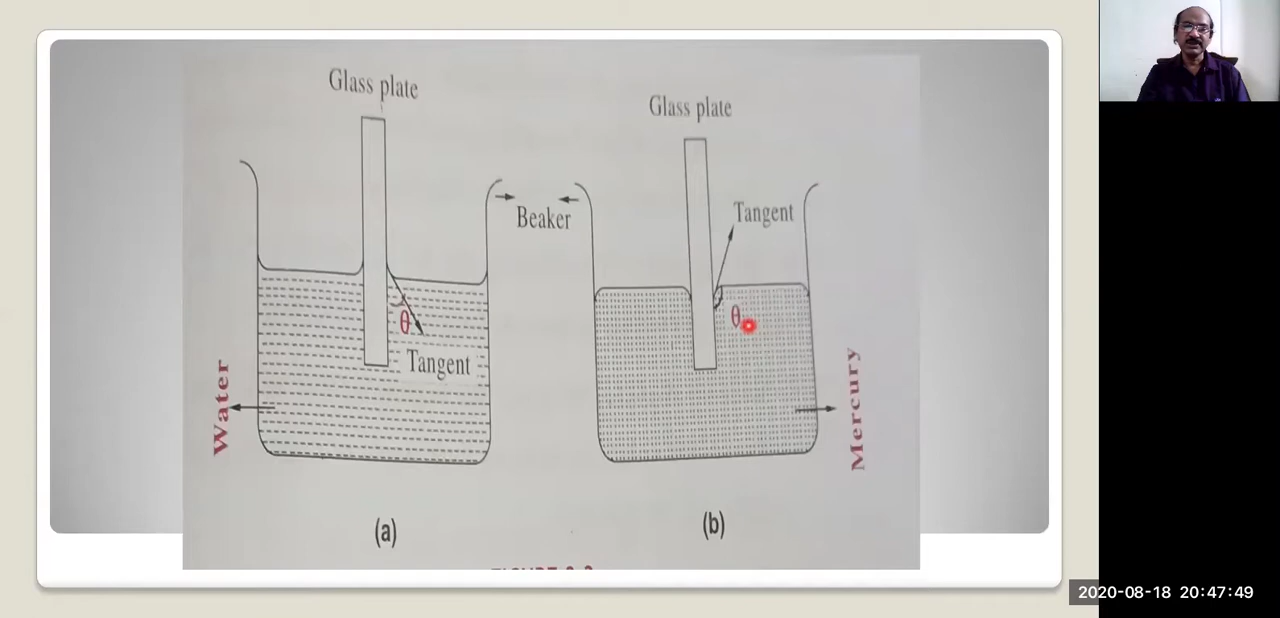 Glass plate
Glass plate
Tangent
Beaker
θ
θ
Tangent
Water
Mercury
(a)
(b)
2020-08-18 20:47:49